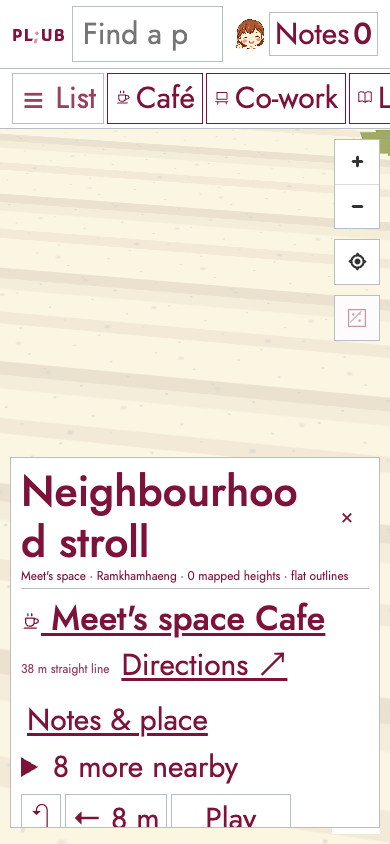 PL;UB
Find a p
Notes 0
List
Café
Co-work
L
+
−
Neighbourhoo
d stroll
×
Meet's space · Ramkhamhaeng · 0 mapped heights · flat outlines
Meet's space Cafe
38 m straight line
Directions ↗
Notes & place
▶ 8 more nearby
← 8 m
Play